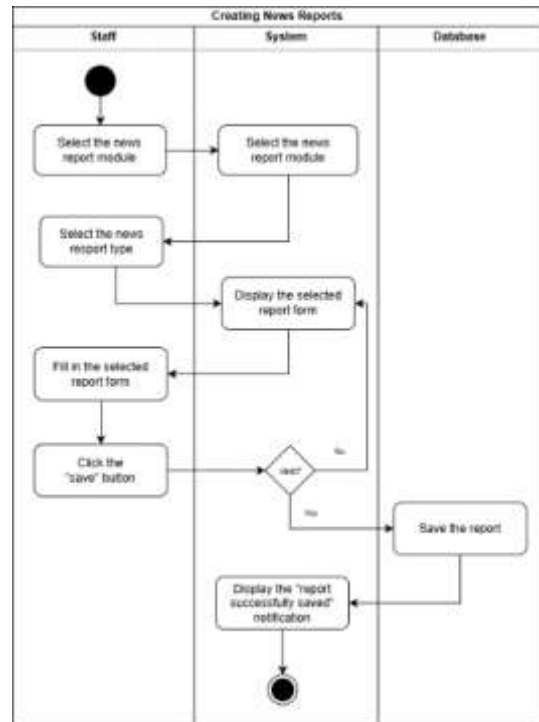 Creating News Reports
Staff
System
Database
Select the news
report module
Select the news
report module
Select the news
resport type
Display the selected
report form
Fill in the selected
report form
Click the
"save" button
valid?
No
Yes
Save the report
Display the "report
successfully saved"
notification